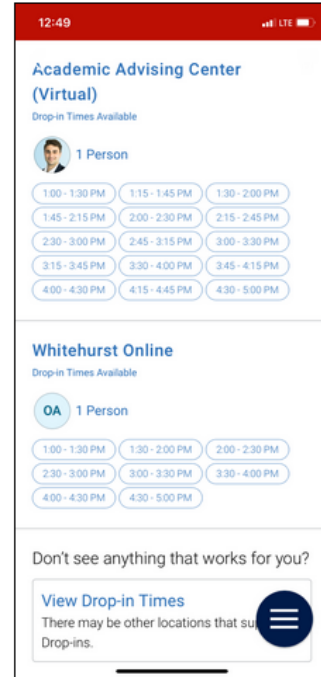 12:49 LTE
Academic Advising Center
(Virtual)
Drop-in Times Available
1 Person
1:00 - 1:30 PM 1:15 - 1:45 PM 1:30 - 2:00 PM
1:45 - 2:15 PM 2:00 - 2:30 PM 2:15 - 2:45 PM
2:30 - 3:00 PM 2:45 - 3:15 PM 3:00 - 3:30 PM
3:15 - 3:45 PM 3:30 - 4:00 PM 3:45 - 4:15 PM
4:00 - 4:30 PM 4:15 - 4:45 PM 4:30 - 5:00 PM
Whitehurst Online
Drop-in Times Available
OA 1 Person
1:00 - 1:30 PM 1:30 - 2:00 PM 2:00 - 2:30 PM
2:30 - 3:00 PM 3:00 - 3:30 PM 3:30 - 4:00 PM
4:00 - 4:30 PM 4:30 - 5:00 PM
Don't see anything that works for you?
View Drop-in Times
There may be other locations that
Drop-ins.